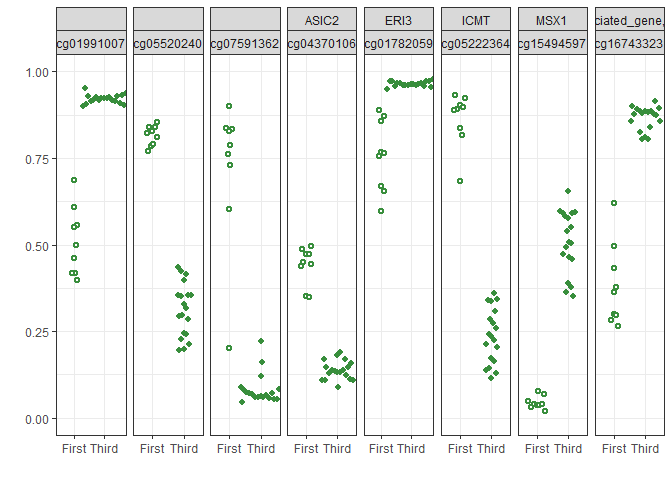 ASIC2 ERI3 ICMT MSX1 ciated_gene,
cg01991007 cg05520240 cg07591362 cg04370106 cg01782059 cg05222364 cg15494597 cg16743323
1.00
0.75
0.50
0.25
0.00
First Third First Third First Third First Third First Third First Third First Third First Third